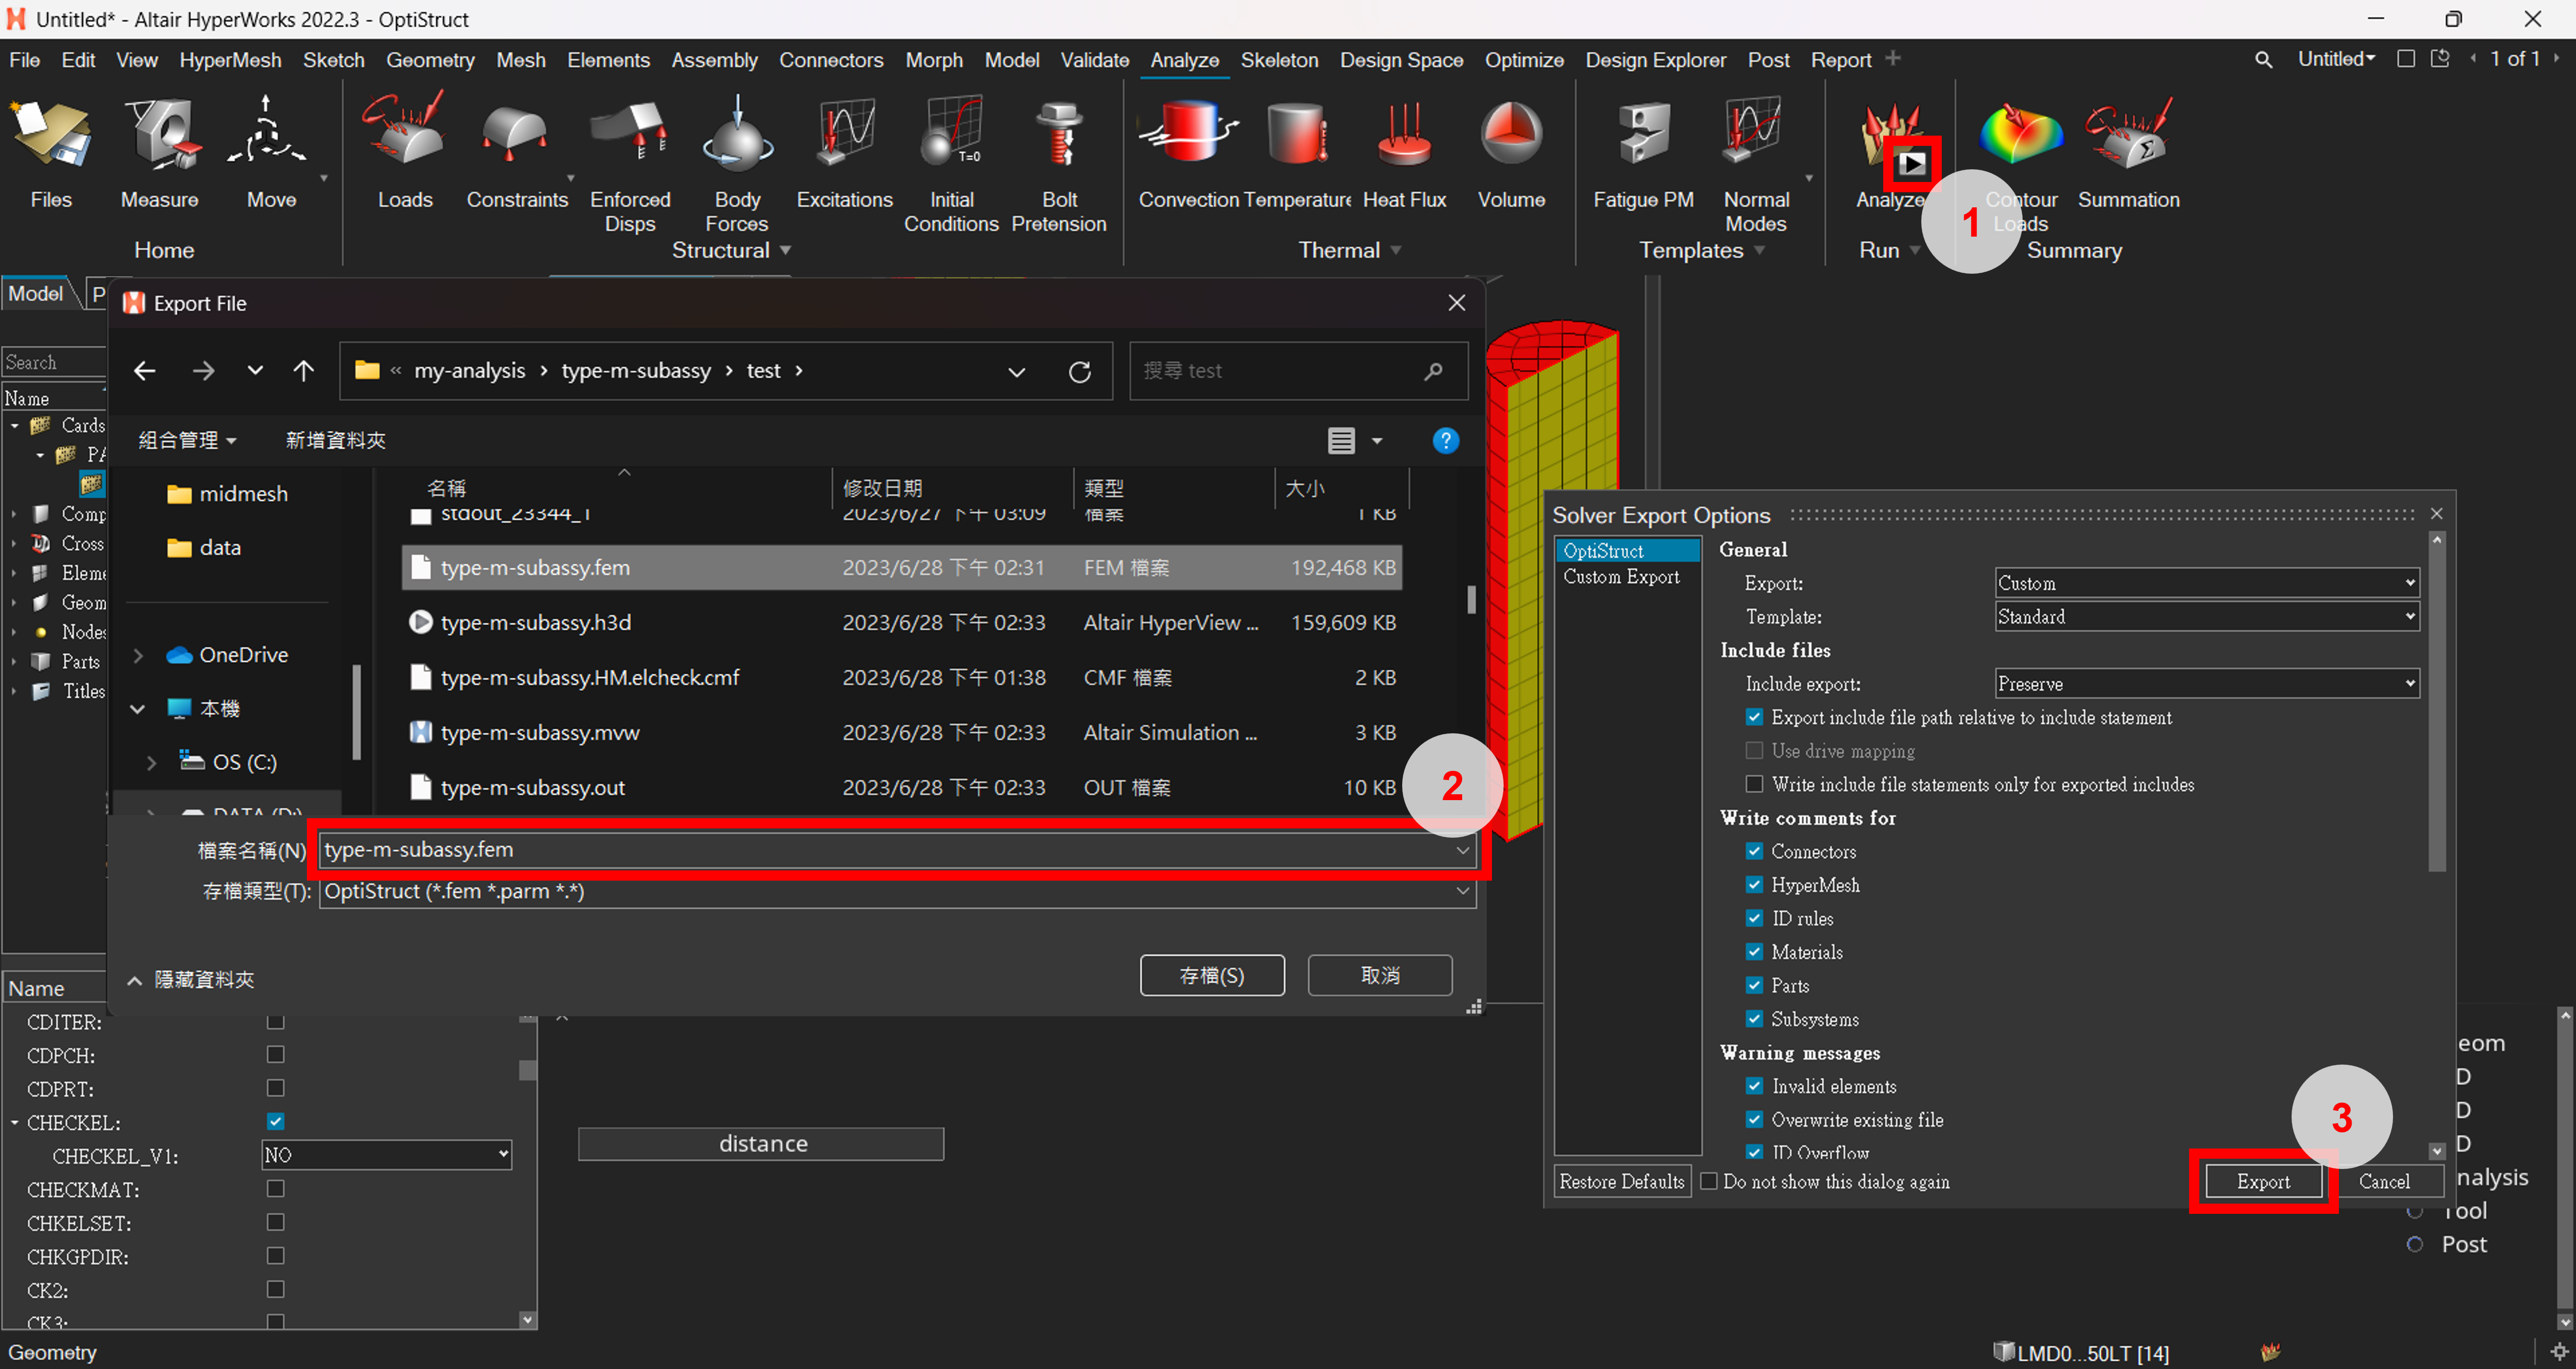 Untitled* - Altair HyperWorks 2022.3 - OptiStruct
File Edit View HyperMesh Sketch Geometry Mesh Elements Assembly Connectors Morph Model Validate Analyze Skeleton Design Space Optimize Design Explorer Post Report Untitled 1 of 1
Files Measure Move Loads Constraints Enforced Disps Body Forces Excitations Initial Conditions Bolt Pretension Convection Temperature Heat Flux Volume Fatigue PM Normal Modes Analyze Contour Loads Summation
T=0
1
Home Structural Thermal Templates Run Summary
Model P
Search
Name
Cards
PA
Comp
Cross
Eleme
Geom
Nodes
Parts
Titles
Export File
« my-analysis › type-m-subassy › test ›
搜尋 test
組合管理 新增資料夾
midmesh
data
OneDrive
本機
OS (C:)
DATA (D:)
名稱 修改日期 類型 大小
stdout_23344_1 2023/6/27 下午 03:09 檔案 1 KB
type-m-subassy.fem 2023/6/28 下午 02:31 FEM 檔案 192,468 KB
type-m-subassy.h3d 2023/6/28 下午 02:33 Altair HyperView ... 159,609 KB
type-m-subassy.HM.elcheck.cmf 2023/6/28 下午 01:38 CMF 檔案 2 KB
type-m-subassy.mvw 2023/6/28 下午 02:33 Altair Simulation ... 3 KB
type-m-subassy.out 2023/6/28 下午 02:33 OUT 檔案 10 KB
2
檔案名稱(N): type-m-subassy.fem
存檔類型(T): OptiStruct (*.fem *.parm *.*)
隱藏資料夾 存檔(S) 取消
Solver Export Options
OptiStruct
Custom Export
General
Export: Custom
Template: Standard
Include files
Include export: Preserve
Export include file path relative to include statement
Use drive mapping
Write include file statements only for exported includes
Write comments for
Connectors
HyperMesh
ID rules
Materials
Parts
Subsystems
Warning messages
Invalid elements
Overwrite existing file
ID Overflow
3
Restore Defaults Do not show this dialog again Export Cancel
Name
CDITER:
CDPCH:
CDPRT:
CHECKEL:
CHECKEL_V1: NO
CHECKMAT:
CHKELSET:
CHKGPDIR:
CK2:
CK3:
distance
eom
D
D
D
nalysis
Tool
Post
Geometry
LMD0...50LT [14]